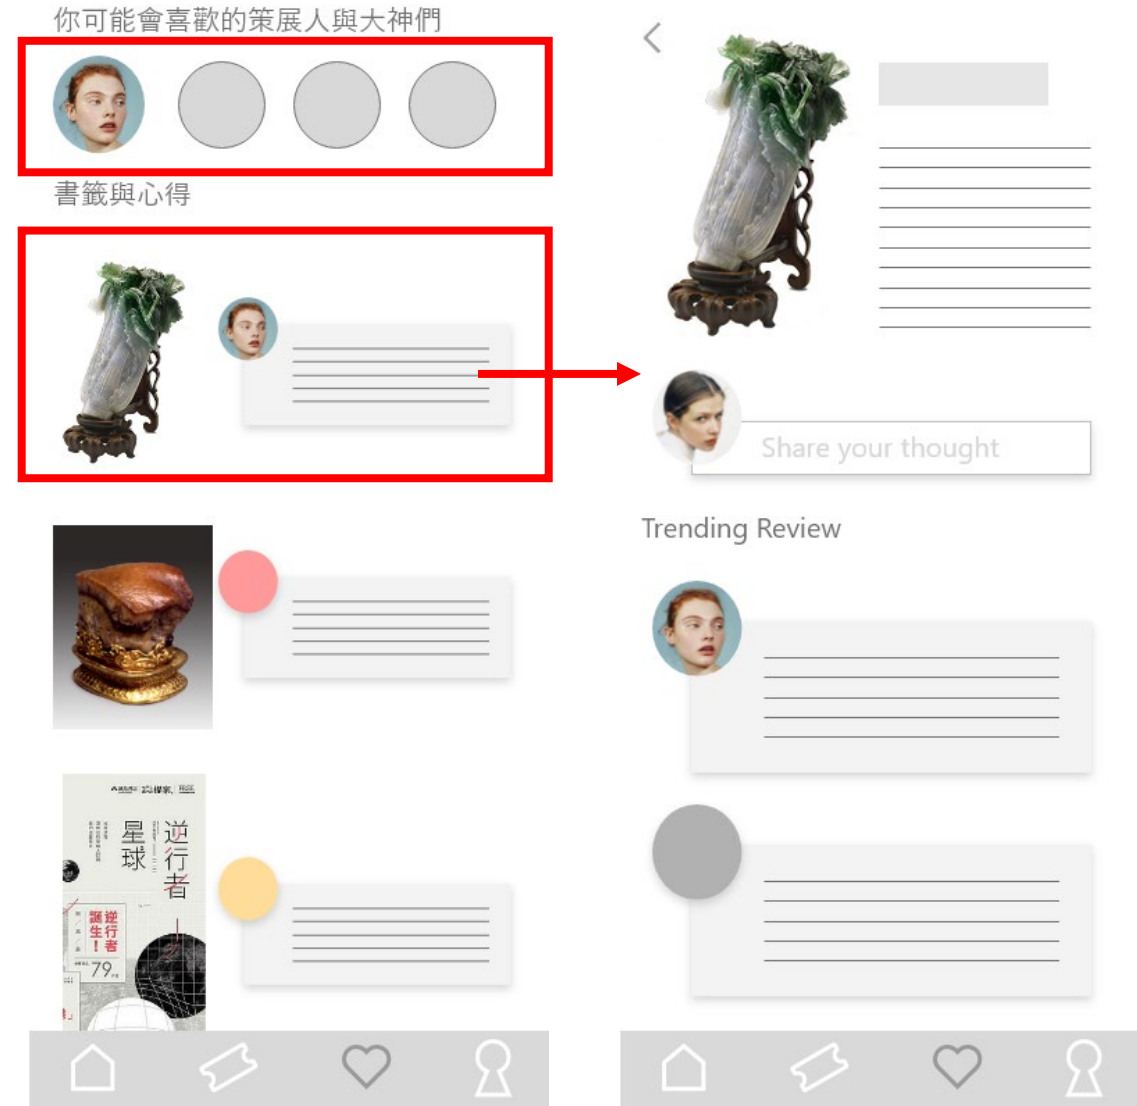 你可能會喜歡的策展人與大神們
書籤與心得
逆行者
星球
逆行者
誕生！
79
Share your thought
Trending Review